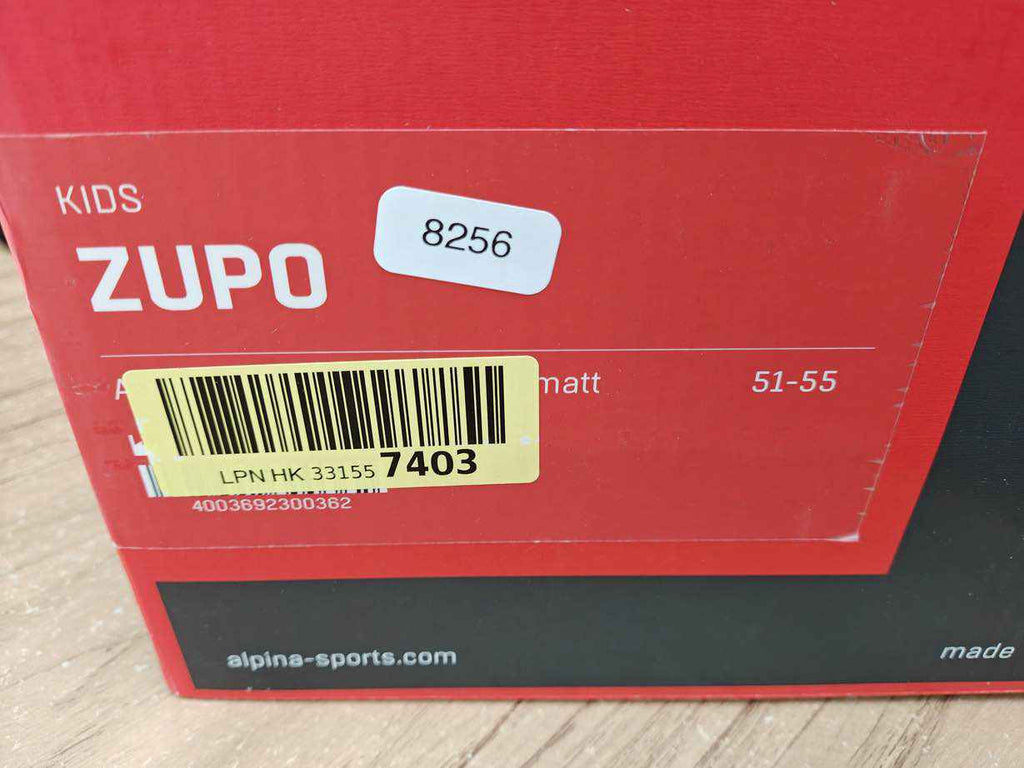 KIDS
8256
ZUPO
matt 51-55
LPN HK 33155 7403
4003692300362
alpina-sports.com
made